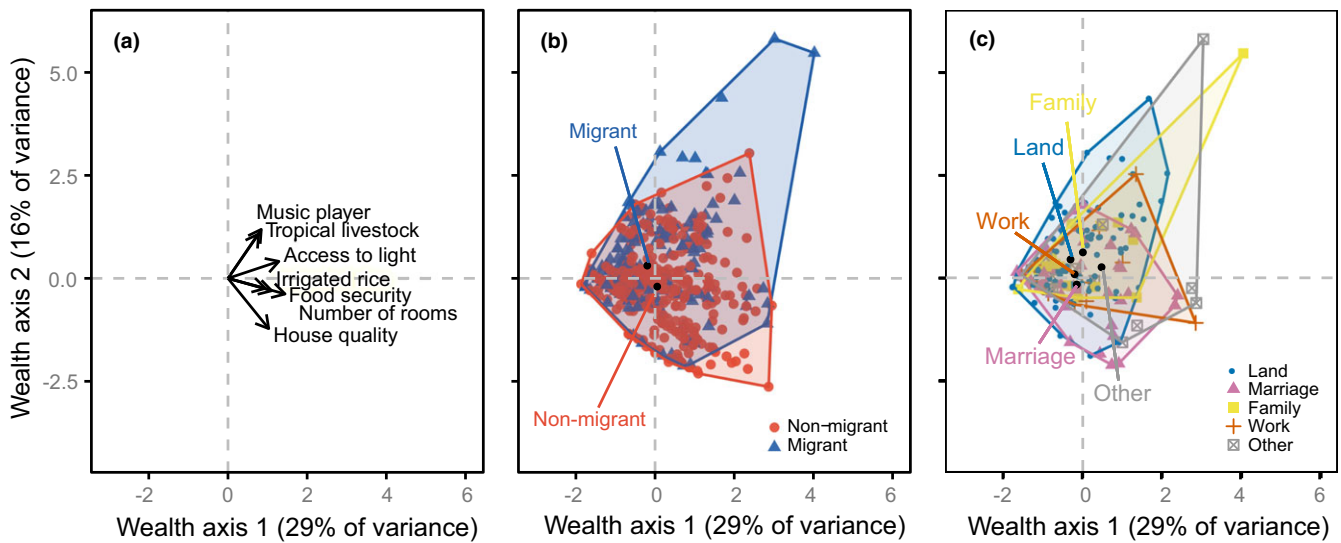 Wealth axis 2 (16% of variance)
5.0
2.5
0.0
-2.5
(a)
Music player
Tropical livestock
Access to light
Irrigated rice
Food security
Number of rooms
House quality
-2 0 2 4 6
Wealth axis 1 (29% of variance)
(b)
Migrant
Non-migrant
Non-migrant
Migrant
-2 0 2 4 6
Wealth axis 1 (29% of variance)
(c)
Family
Land
Work
Marriage
Other
Land
Marriage
Family
Work
Other
-2 0 2 4 6
Wealth axis 1 (29% of variance)